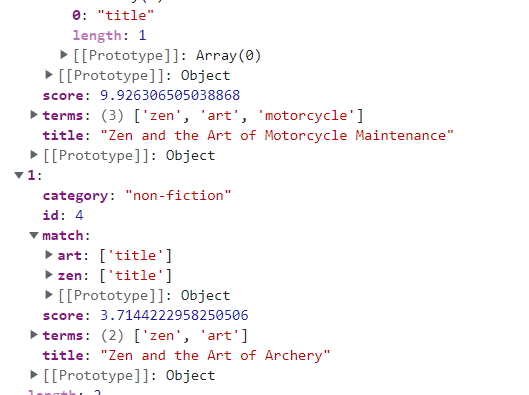 0: "title"
length: 1
▶ [[Prototype]]: Array(0)
▶ [[Prototype]]: Object
score: 9.926306505038868
▶ terms: (3) ['zen', 'art', 'motorcycle']
title: "Zen and the Art of Motorcycle Maintenance"
▶ [[Prototype]]: Object
▼ 1:
category: "non-fiction"
id: 4
▼ match:
▶ art: ['title']
▶ zen: ['title']
▶ [[Prototype]]: Object
score: 3.7144222958250506
▶ terms: (2) ['zen', 'art']
title: "Zen and the Art of Archery"
▶ [[Prototype]]: Object
length: 2